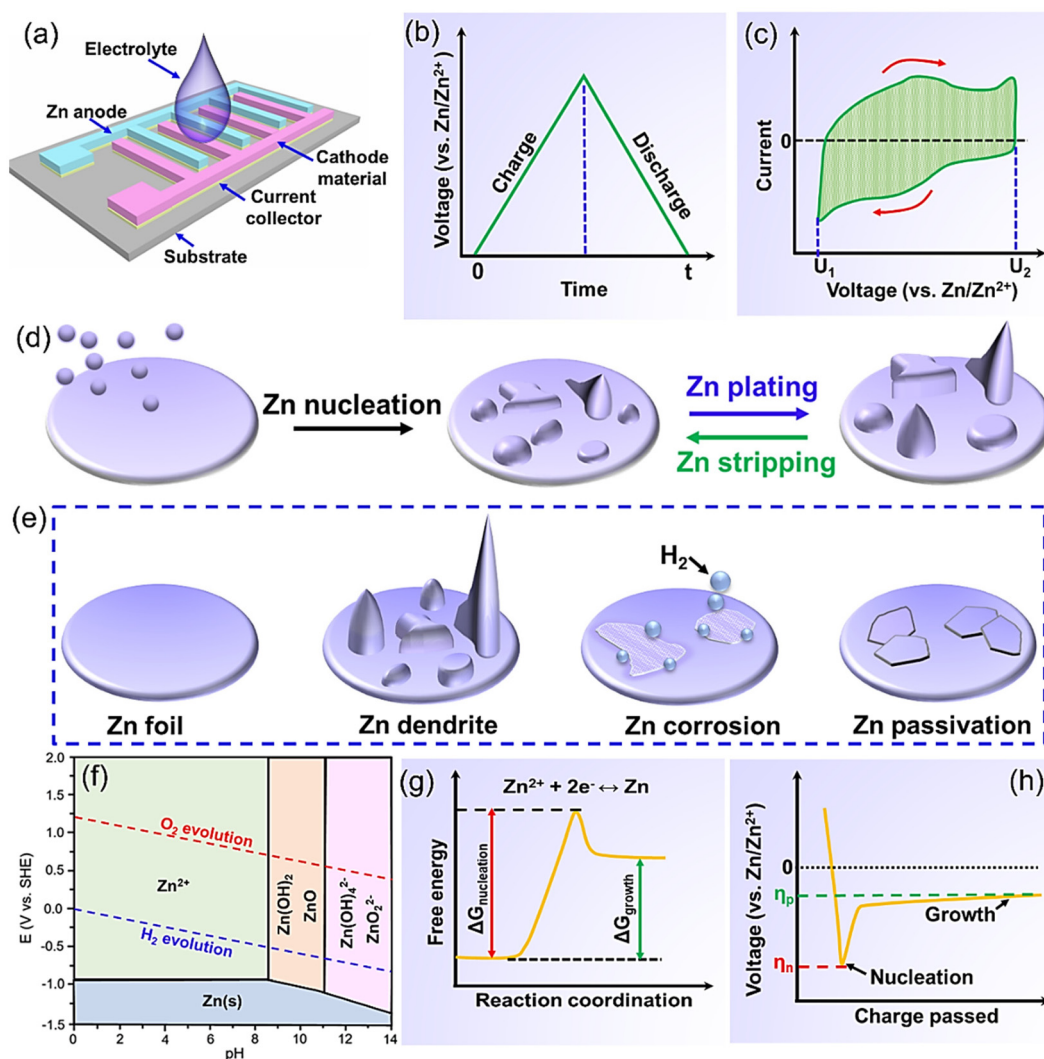 (a)
Electrolyte
Zn anode
Cathode
material
Current
collector
Substrate
(b)
Voltage (vs. Zn/Zn²⁺)
Charge
Discharge
0
t
Time
(c)
Current
0
U₁
U₂
Voltage (vs. Zn/Zn²⁺)
(d)
Zn nucleation
Zn plating
Zn stripping
(e)
H₂
Zn foil
Zn dendrite
Zn corrosion
Zn passivation
(f)
E (V vs. SHE)
2.0
1.5
1.0
0.5
0.0
-0.5
-1.0
-1.5
O₂ evolution
Zn²⁺
H₂ evolution
Zn(OH)₂
ZnO
Zn(OH)₄²⁻
ZnO₂²⁻
Zn(s)
0 2 4 6 8 10 12 14
pH
(g)
Zn²⁺ + 2e⁻ ↔ Zn
Free energy
ΔGnucleation
ΔGgrowth
Reaction coordination
(h)
Voltage (vs. Zn/Zn²⁺)
0
ηp
Growth
ηn
Nucleation
Charge passed